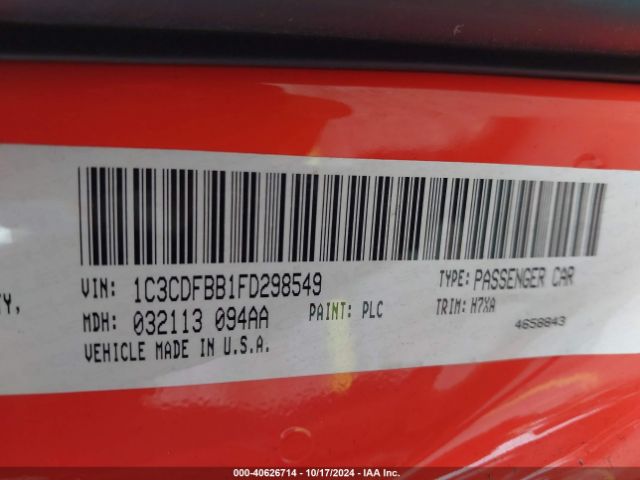 VIN: 1C3CDFBB1FD298549 TYPE: PASSENGER CAR
TY,
MDH: 032113 094AA PAINT: PLC TRIM: H7XA
VEHICLE MADE IN U.S.A. 4658843
000-40626714 - 10/17/2024 - IAA Inc.